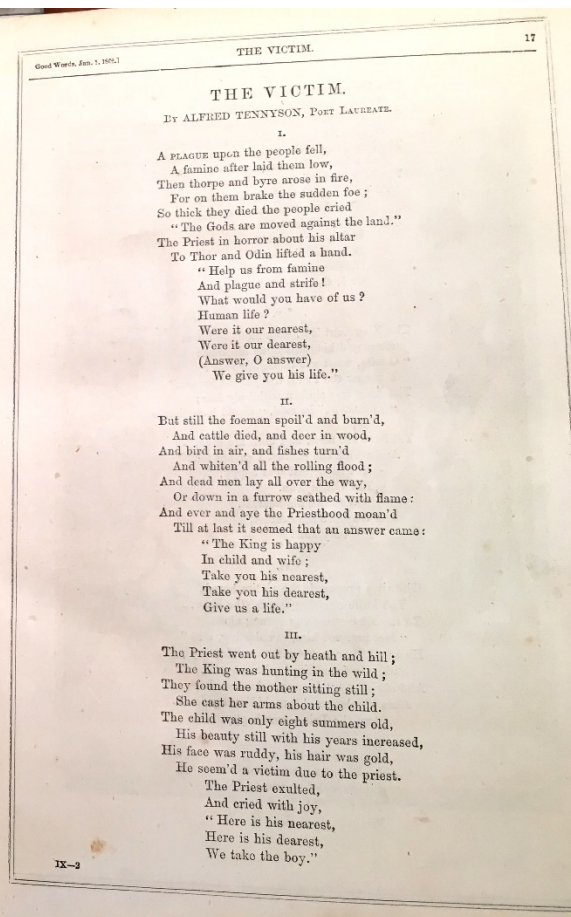 Good Words, Jan. 1, 1868.]
THE VICTIM.
17
THE VICTIM.
BY ALFRED TENNYSON, POET LAUREATE.
I.
A PLAGUE upon the people fell,
A famine after laid them low,
Then thorpe and byre arose in fire,
For on them brake the sudden foe;
So thick they died the people cried
"The Gods are moved against the land."
The Priest in horror about his altar
To Thor and Odin lifted a hand.
"Help us from famine
And plague and strife!
What would you have of us?
Human life?
Were it our nearest,
Were it our dearest,
(Answer, O answer)
We give you his life."
II.
But still the foeman spoil'd and burn'd,
And cattle died, and deer in wood,
And bird in air, and fishes turn'd
And whiten'd all the rolling flood;
And dead men lay all over the way,
Or down in a furrow scathed with flame:
And ever and aye the Priesthood moan'd
Till at last it seemed that an answer came:
"The King is happy
In child and wife;
Take you his nearest,
Take you his dearest,
Give us a life."
III.
The Priest went out by heath and hill;
The King was hunting in the wild;
They found the mother sitting still;
She cast her arms about the child.
The child was only eight summers old,
His beauty still with his years increased,
His face was ruddy, his hair was gold,
He seem'd a victim due to the priest.
The Priest exulted,
And cried with joy,
"Here is his nearest,
Here is his dearest,
We take the boy."
IX—2